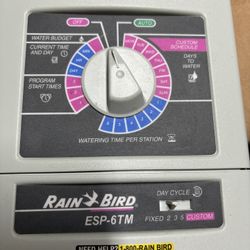 OFF
AUTO
WATER BUDGET
CUSTOM SCHEDULE
CURRENT TIME
AND DAY
DAYS TO
WATER
PROGRAM
START TIMES
WATERING TIME PER STATION
RAIN BIRD
ESP-6TM
DAY CYCLE
FIXED 2 3 5 CUSTOM
NEED HELP? 1-800-RAIN BIRD